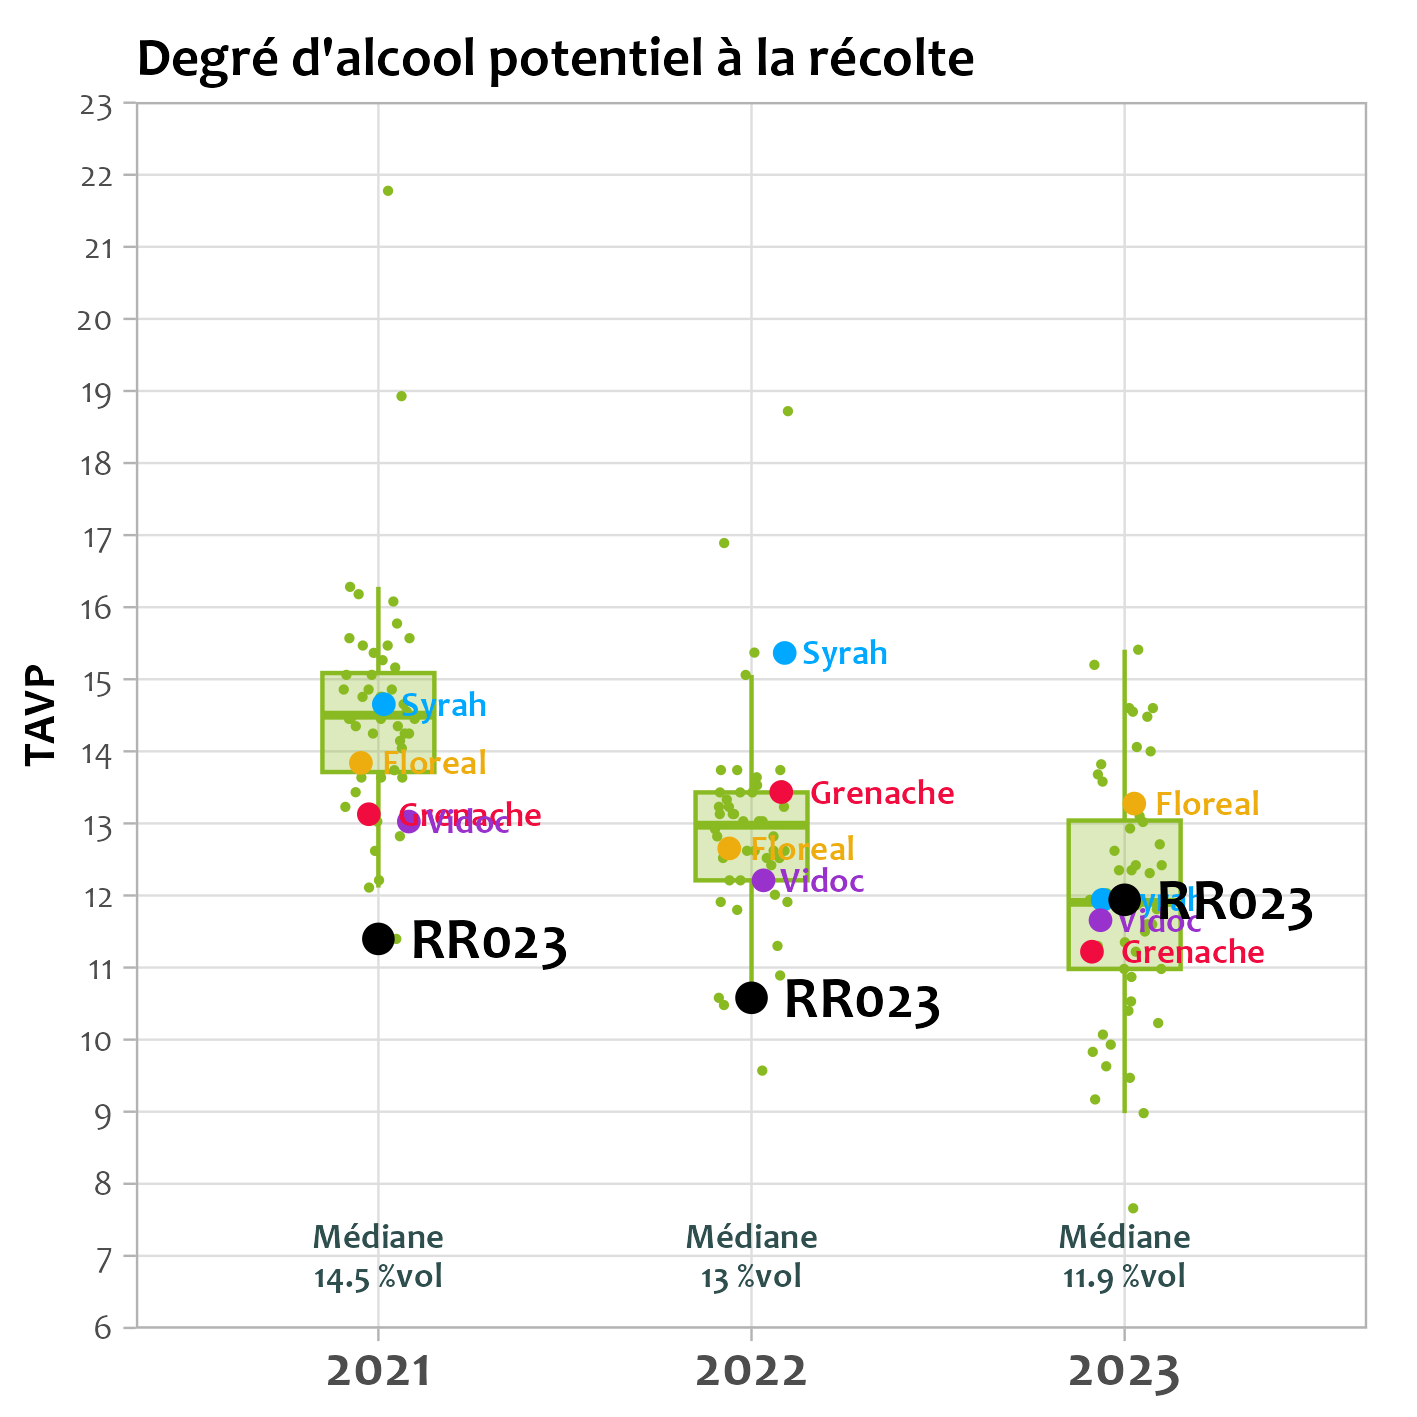 Degré d'alcool potentiel à la récolte
TAVP
23
22
21
20
19
18
17
16
15
14
13
12
11
10
9
8
7
6
Syrah
Floreal
Grenache
Vidoc
RR023
Syrah
Grenache
Floreal
Vidoc
RR023
Floreal
Syrah
RR023
Vidoc
Grenache
Médiane
14.5 %vol
Médiane
13 %vol
Médiane
11.9 %vol
2021 2022 2023